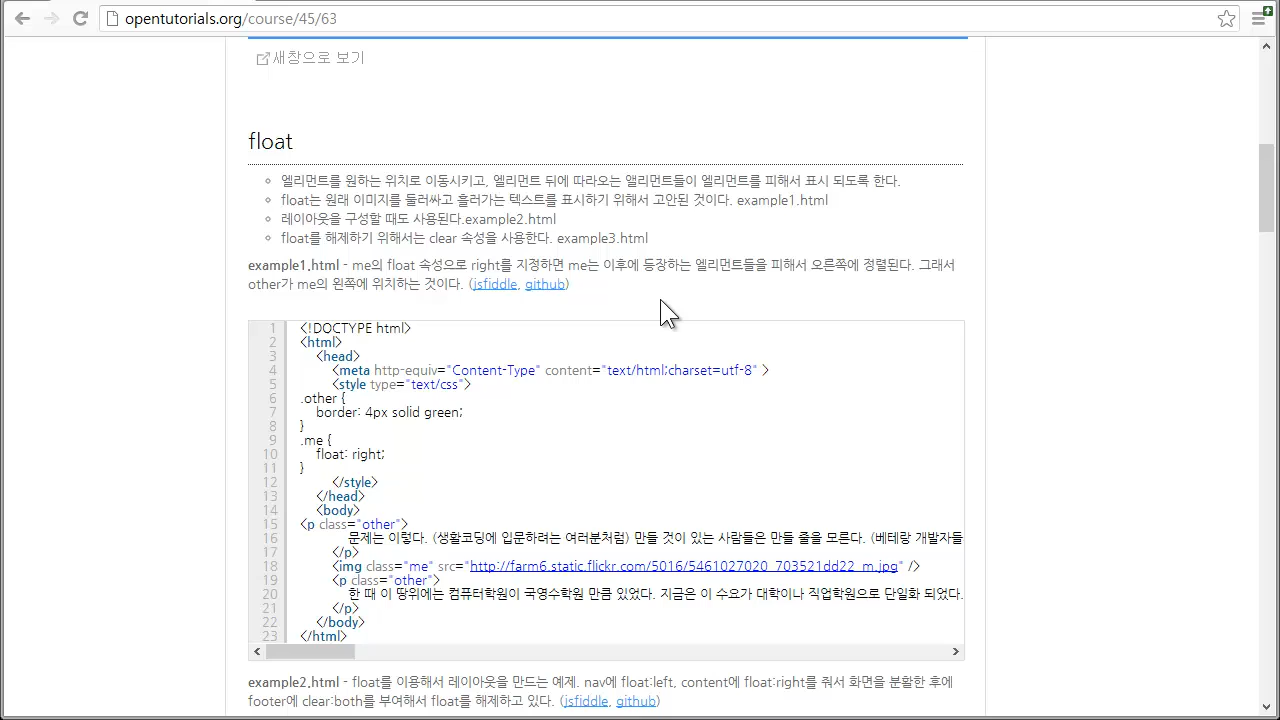 opentutorials.org/course/45/63
새창으로 보기
float
엘리먼트를 원하는 위치로 이동시키고, 엘리먼트 뒤에 따라오는 앨리먼트들이 엘리먼트를 피해서 표시 되도록 한다.
float는 원래 이미지를 둘러싸고 흘러가는 텍스트를 표시하기 위해서 고안된 것이다. example1.html
레이아웃을 구성할 때도 사용된다.example2.html
float를 해제하기 위해서는 clear 속성을 사용한다. example3.html
example1.html - me의 float 속성으로 right를 지정하면 me는 이후에 등장하는 엘리먼트들을 피해서 오른쪽에 정렬된다. 그래서
other가 me의 왼쪽에 위치하는 것이다. (jsfiddle, github)
1 <!DOCTYPE html>
2 <html>
3 <head>
4 <meta http-equiv="Content-Type" content="text/html;charset=utf-8" >
5 <style type="text/css">
6 .other {
7 border: 4px solid green;
8 }
9 .me {
10 float: right;
11 }
12 </style>
13 </head>
14 <body>
15 <p class="other">
16 문제는 이렇다. (생활코딩에 입문하려는 여러분처럼) 만들 것이 있는 사람들은 만들 줄을 모른다. (베테랑 개발자들
17 </p>
18 <img class="me" src="http://farm6.static.flickr.com/5016/5461027020_703521dd22_m.jpg" />
19 <p class="other">
20 한 때 이 땅위에는 컴퓨터학원이 국영수학원 만큼 있었다. 지금은 이 수요가 대학이나 직업학원으로 단일화 되었다.
21 </p>
22 </body>
23 </html>
example2.html - float를 이용해서 레이아웃을 만드는 예제. nav에 float:left, content에 float:right를 줘서 화면을 분활한 후에
footer에 clear:both를 부여해서 float를 해제하고 있다. (jsfiddle, github)